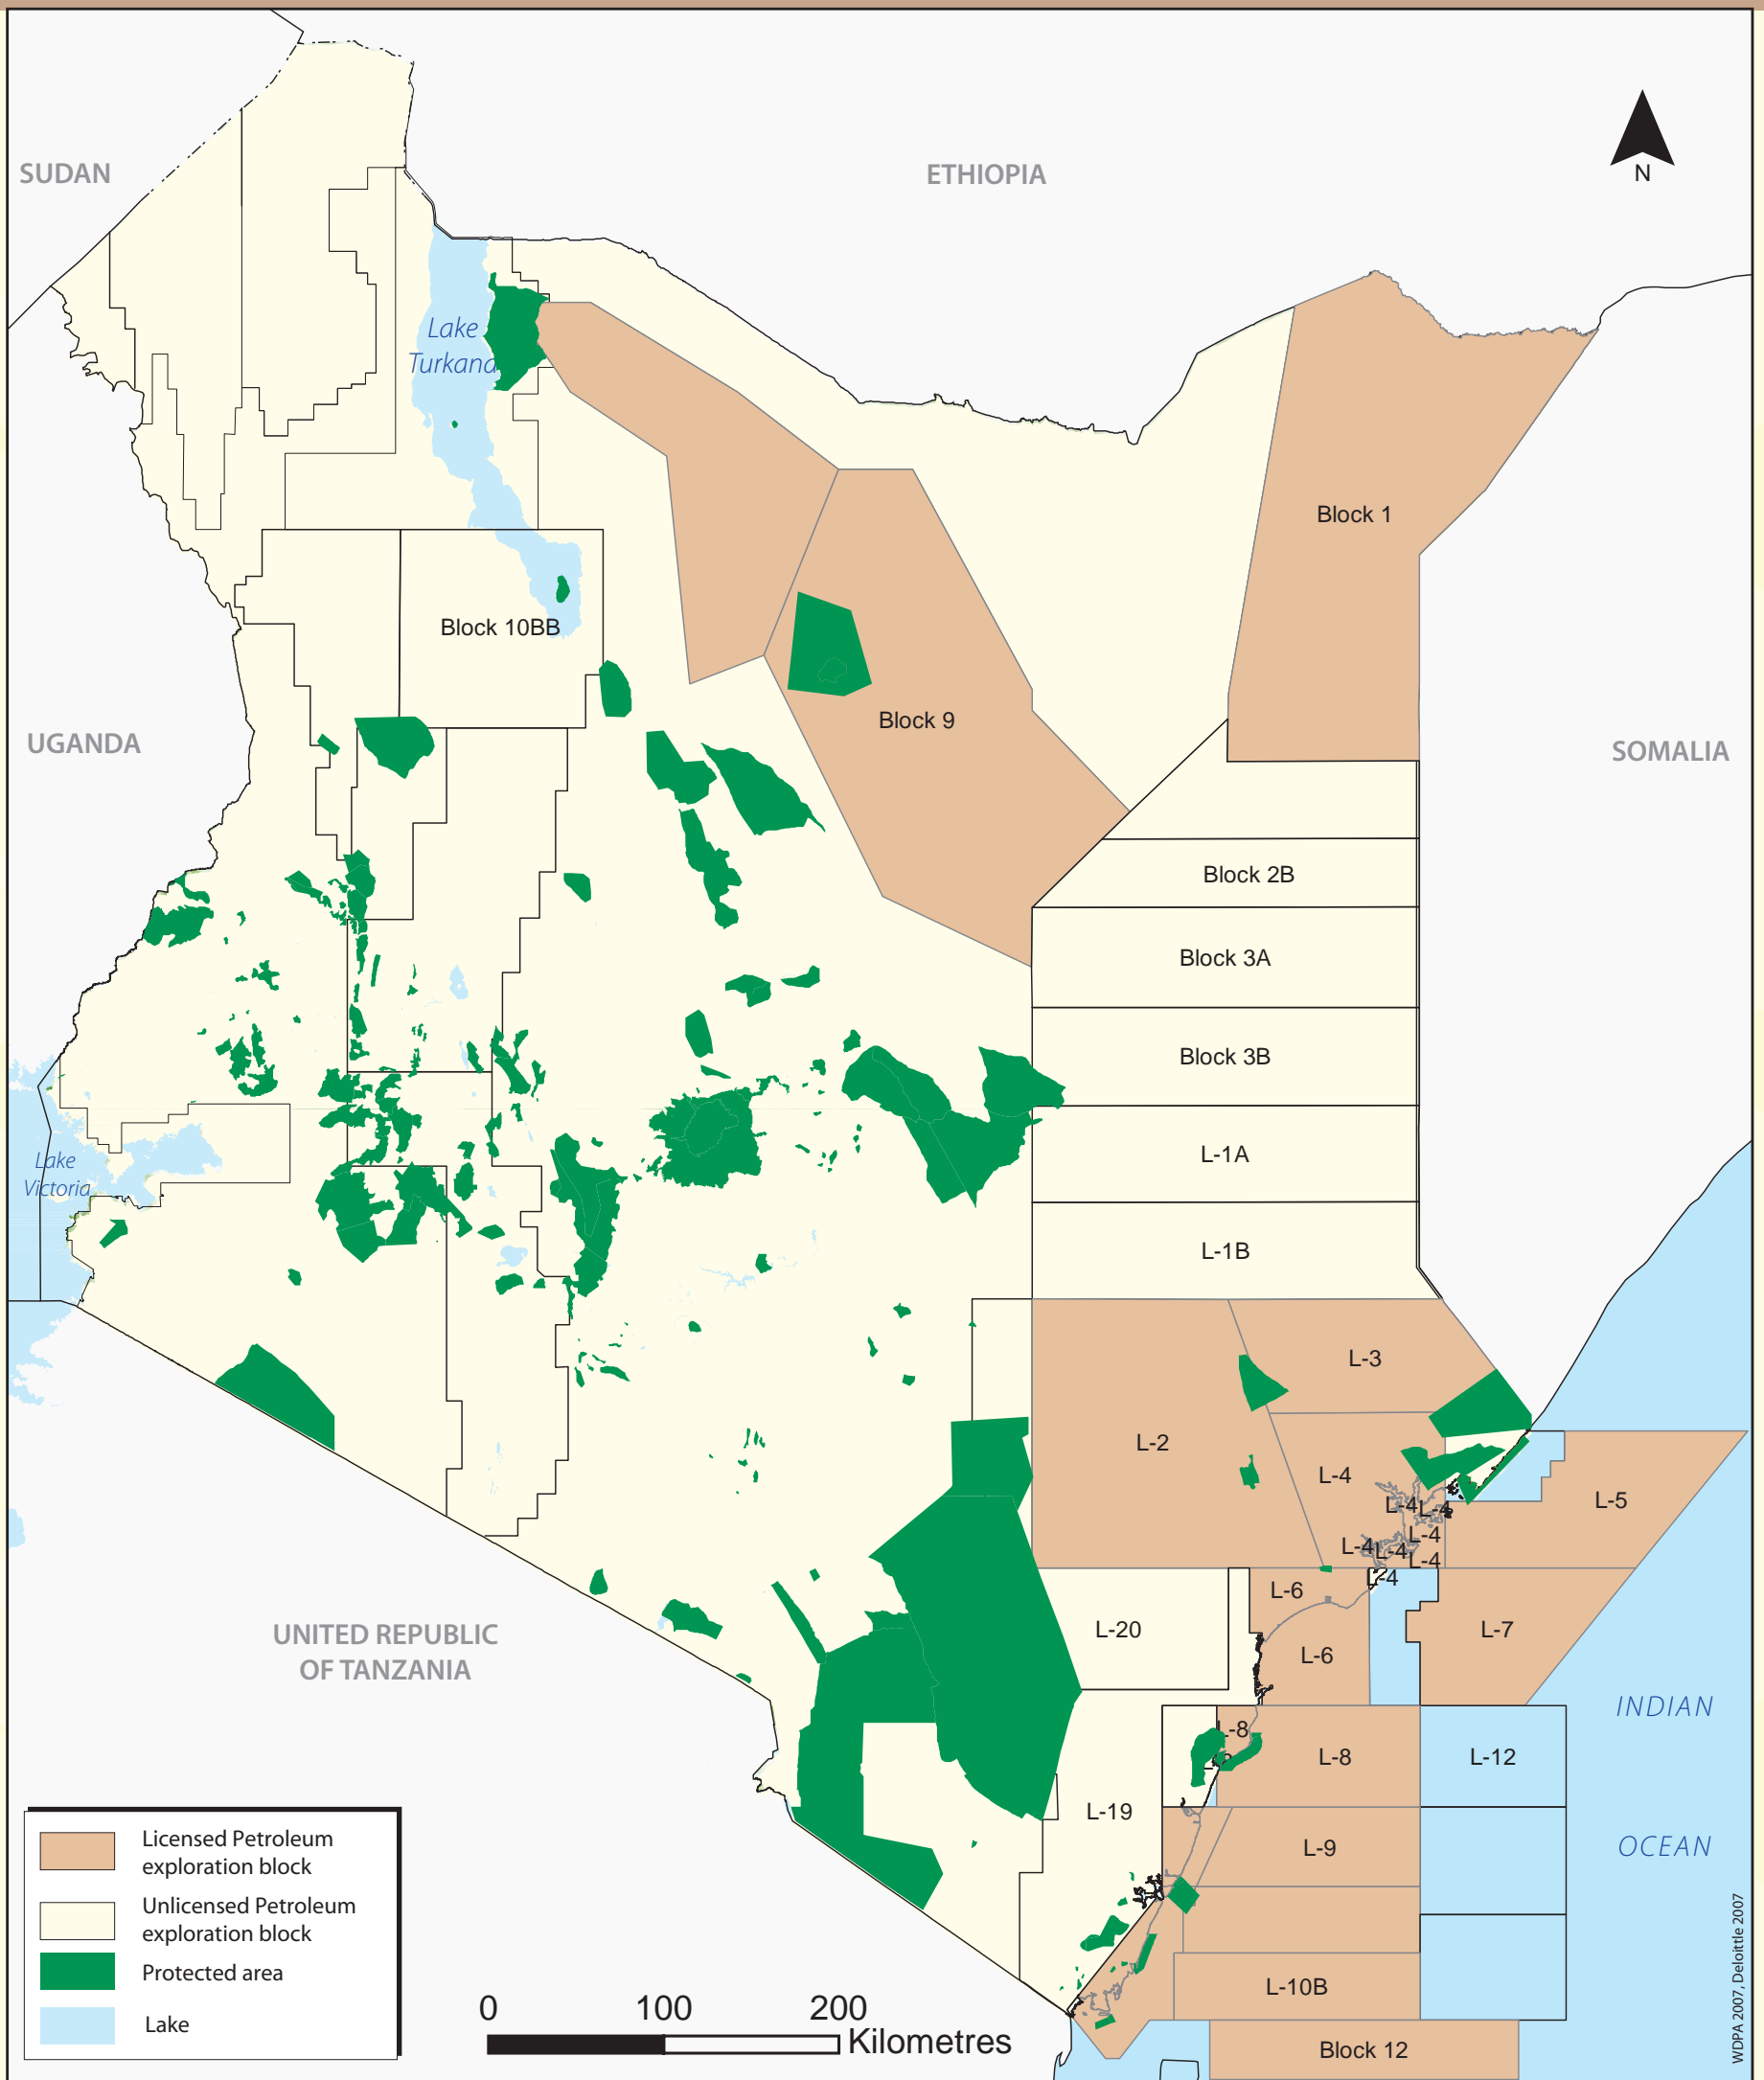 SUDAN
ETHIOPIA
N
Lake
Turkana
Block 1
Block 10BB
Block 9
UGANDA
SOMALIA
Block 2B
Block 3A
Block 3B
L-1A
Lake
Victoria
L-1B
L-3
L-2
L-4
L-5
L-4
L-4
L-4
L-4
L-4
L-4
L-4
L-6
L-20
L-7
UNITED REPUBLIC
OF TANZANIA
L-6
INDIAN
L-8
L-8
L-12
L-19
L-9
OCEAN
Licensed Petroleum
exploration block
Unlicensed Petroleum
exploration block
Protected area
Lake
L-10B
0 100 200
Kilometres
Block 12
WDPA 2007, Deloittle 2007